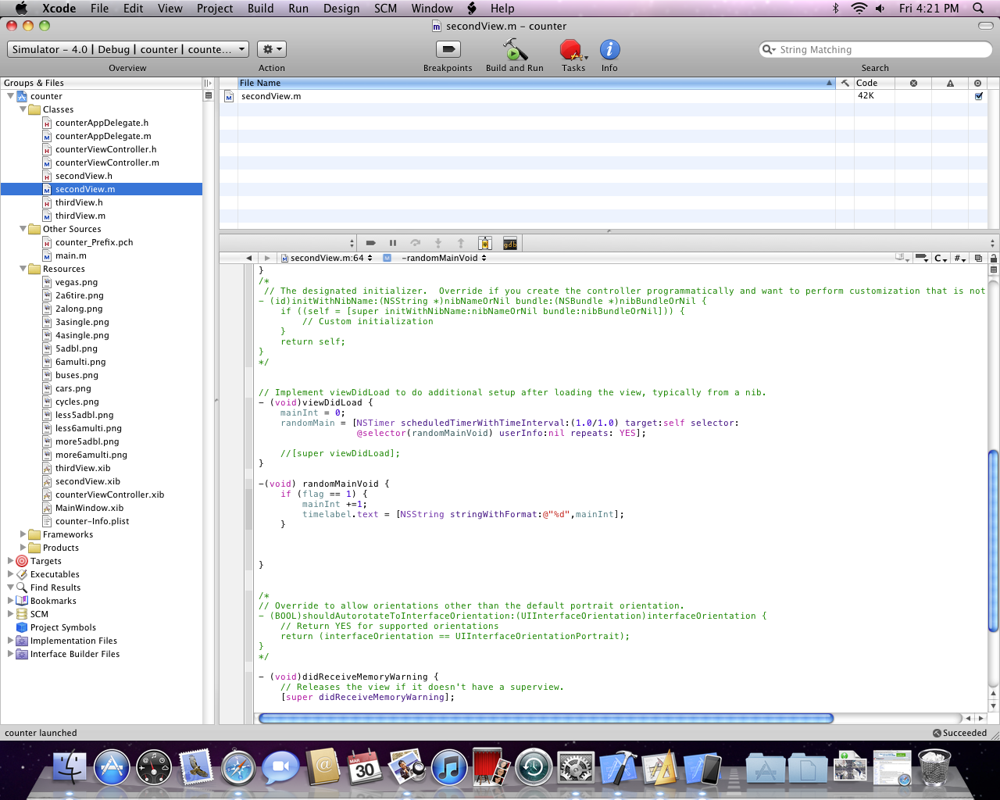 Xcode File Edit View Project Build Run Design SCM Window Help Fri 4:21 PM
secondView.m – counter
Simulator - 4.0 | Debug | counter | counte... String Matching
Overview Action Breakpoints Build and Run Tasks Info Search
Groups & Files File Name Code
counter
secondView.m 42K
Classes
counterAppDelegate.h
counterAppDelegate.m
counterViewController.h
counterViewController.m
secondView.h
secondView.m
thirdView.h
thirdView.m
Other Sources
counter_Prefix.pch
main.m
Resources
vegas.png
2a6tire.png
2along.png
3asingle.png
4asingle.png
5adbl.png
6amulti.png
buses.png
cars.png
cycles.png
less5adbl.png
less6amulti.png
more5adbl.png
more6amulti.png
thirdView.xib
secondView.xib
counterViewController.xib
MainWindow.xib
counter-Info.plist
Frameworks
Products
Targets
Executables
Find Results
Bookmarks
SCM
Project Symbols
Implementation Files
Interface Builder Files
gdb
secondView.m:64 M -randomMainVoid C #
}
/*
// The designated initializer.  Override if you create the controller programmatically and want to perform customization that is not
- (id)initWithNibName:(NSString *)nibNameOrNil bundle:(NSBundle *)nibBundleOrNil {
    if ((self = [super initWithNibName:nibNameOrNil bundle:nibBundleOrNil])) {
        // Custom initialization
    }
    return self;
}
*/
// Implement viewDidLoad to do additional setup after loading the view, typically from a nib.
- (void)viewDidLoad {
    mainInt = 0;
    randomMain = [NSTimer scheduledTimerWithTimeInterval:(1.0/1.0) target:self selector:
                  @selector(randomMainVoid) userInfo:nil repeats: YES];
    //[super viewDidLoad];
}
-(void) randomMainVoid {
    if (flag == 1) {
        mainInt +=1;
        timelabel.text = [NSString stringWithFormat:@"%d",mainInt];
    }
}
/*
// Override to allow orientations other than the default portrait orientation.
- (BOOL)shouldAutorotateToInterfaceOrientation:(UIInterfaceOrientation)interfaceOrientation {
    // Return YES for supported orientations
    return (interfaceOrientation == UIInterfaceOrientationPortrait);
}
*/
- (void)didReceiveMemoryWarning {
    // Releases the view if it doesn't have a superview.
    [super didReceiveMemoryWarning];
counter launched Succeeded
MAR
30